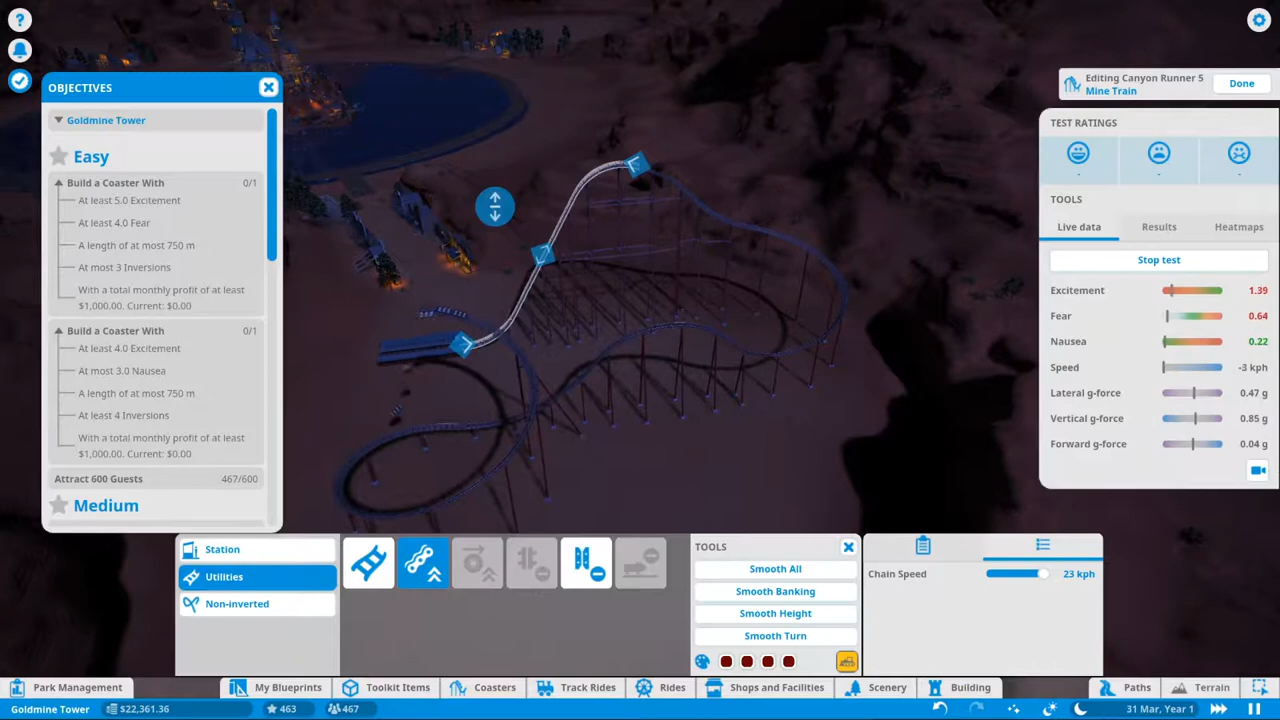 ?
OBJECTIVES
Goldmine Tower
Easy
Build a Coaster With 0/1
At least 5.0 Excitement
At least 4.0 Fear
A length of at most 750 m
At most 3 Inversions
With a total monthly profit of at least
$1,000.00. Current: $0.00
Build a Coaster With 0/1
At least 4.0 Excitement
At most 3.0 Nausea
A length of at most 750 m
At least 4 Inversions
With a total monthly profit of at least
$1,000.00. Current: $0.00
Attract 600 Guests 467/600
Medium
Editing Canyon Runner 5
Mine Train
Done
TEST RATINGS
- - -
TOOLS
Live data Results Heatmaps
Stop test
Excitement 1.39
Fear 0.64
Nausea 0.22
Speed -3 kph
Lateral g-force 0.47 g
Vertical g-force 0.85 g
Forward g-force 0.04 g
Station
Utilities
Non-inverted
TOOLS
Smooth All
Smooth Banking
Smooth Height
Smooth Turn
Chain Speed 23 kph
Park Management My Blueprints Toolkit Items Coasters Track Rides Rides Shops and Facilities Scenery Building Paths Terrain
Goldmine Tower $22,361.36 463 467 31 Mar, Year 1